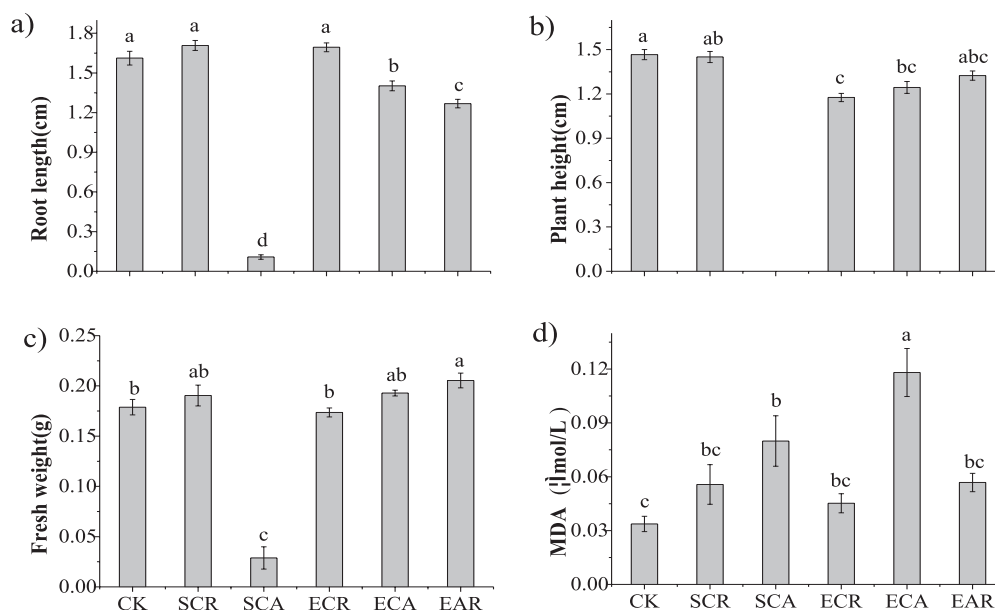 a)
Root length(cm)
1.8
1.5
1.2
0.9
0.6
0.3
0.0
a
a
d
a
b
c
b)
Plant height(cm)
1.5
1.2
0.9
0.6
0.3
0.0
a
ab
c
bc
abc
c)
Fresh weight(g)
0.25
0.20
0.15
0.10
0.05
0.00
b
ab
c
b
ab
a
CK SCR SCA ECR ECA EAR
d)
MDA (¦Ìmol/L )
0.12
0.09
0.06
0.03
0.00
c
bc
b
bc
a
bc
CK SCR SCA ECR ECA EAR